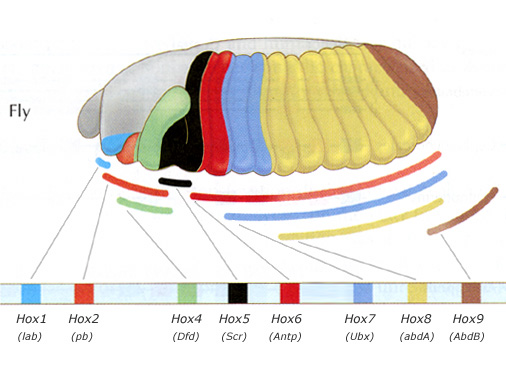 Fly
Hox1 Hox2 Hox4 Hox5 Hox6 Hox7 Hox8 Hox9
(lab) (pb) (Dfd) (Scr) (Antp) (Ubx) (abdA) (AbdB)